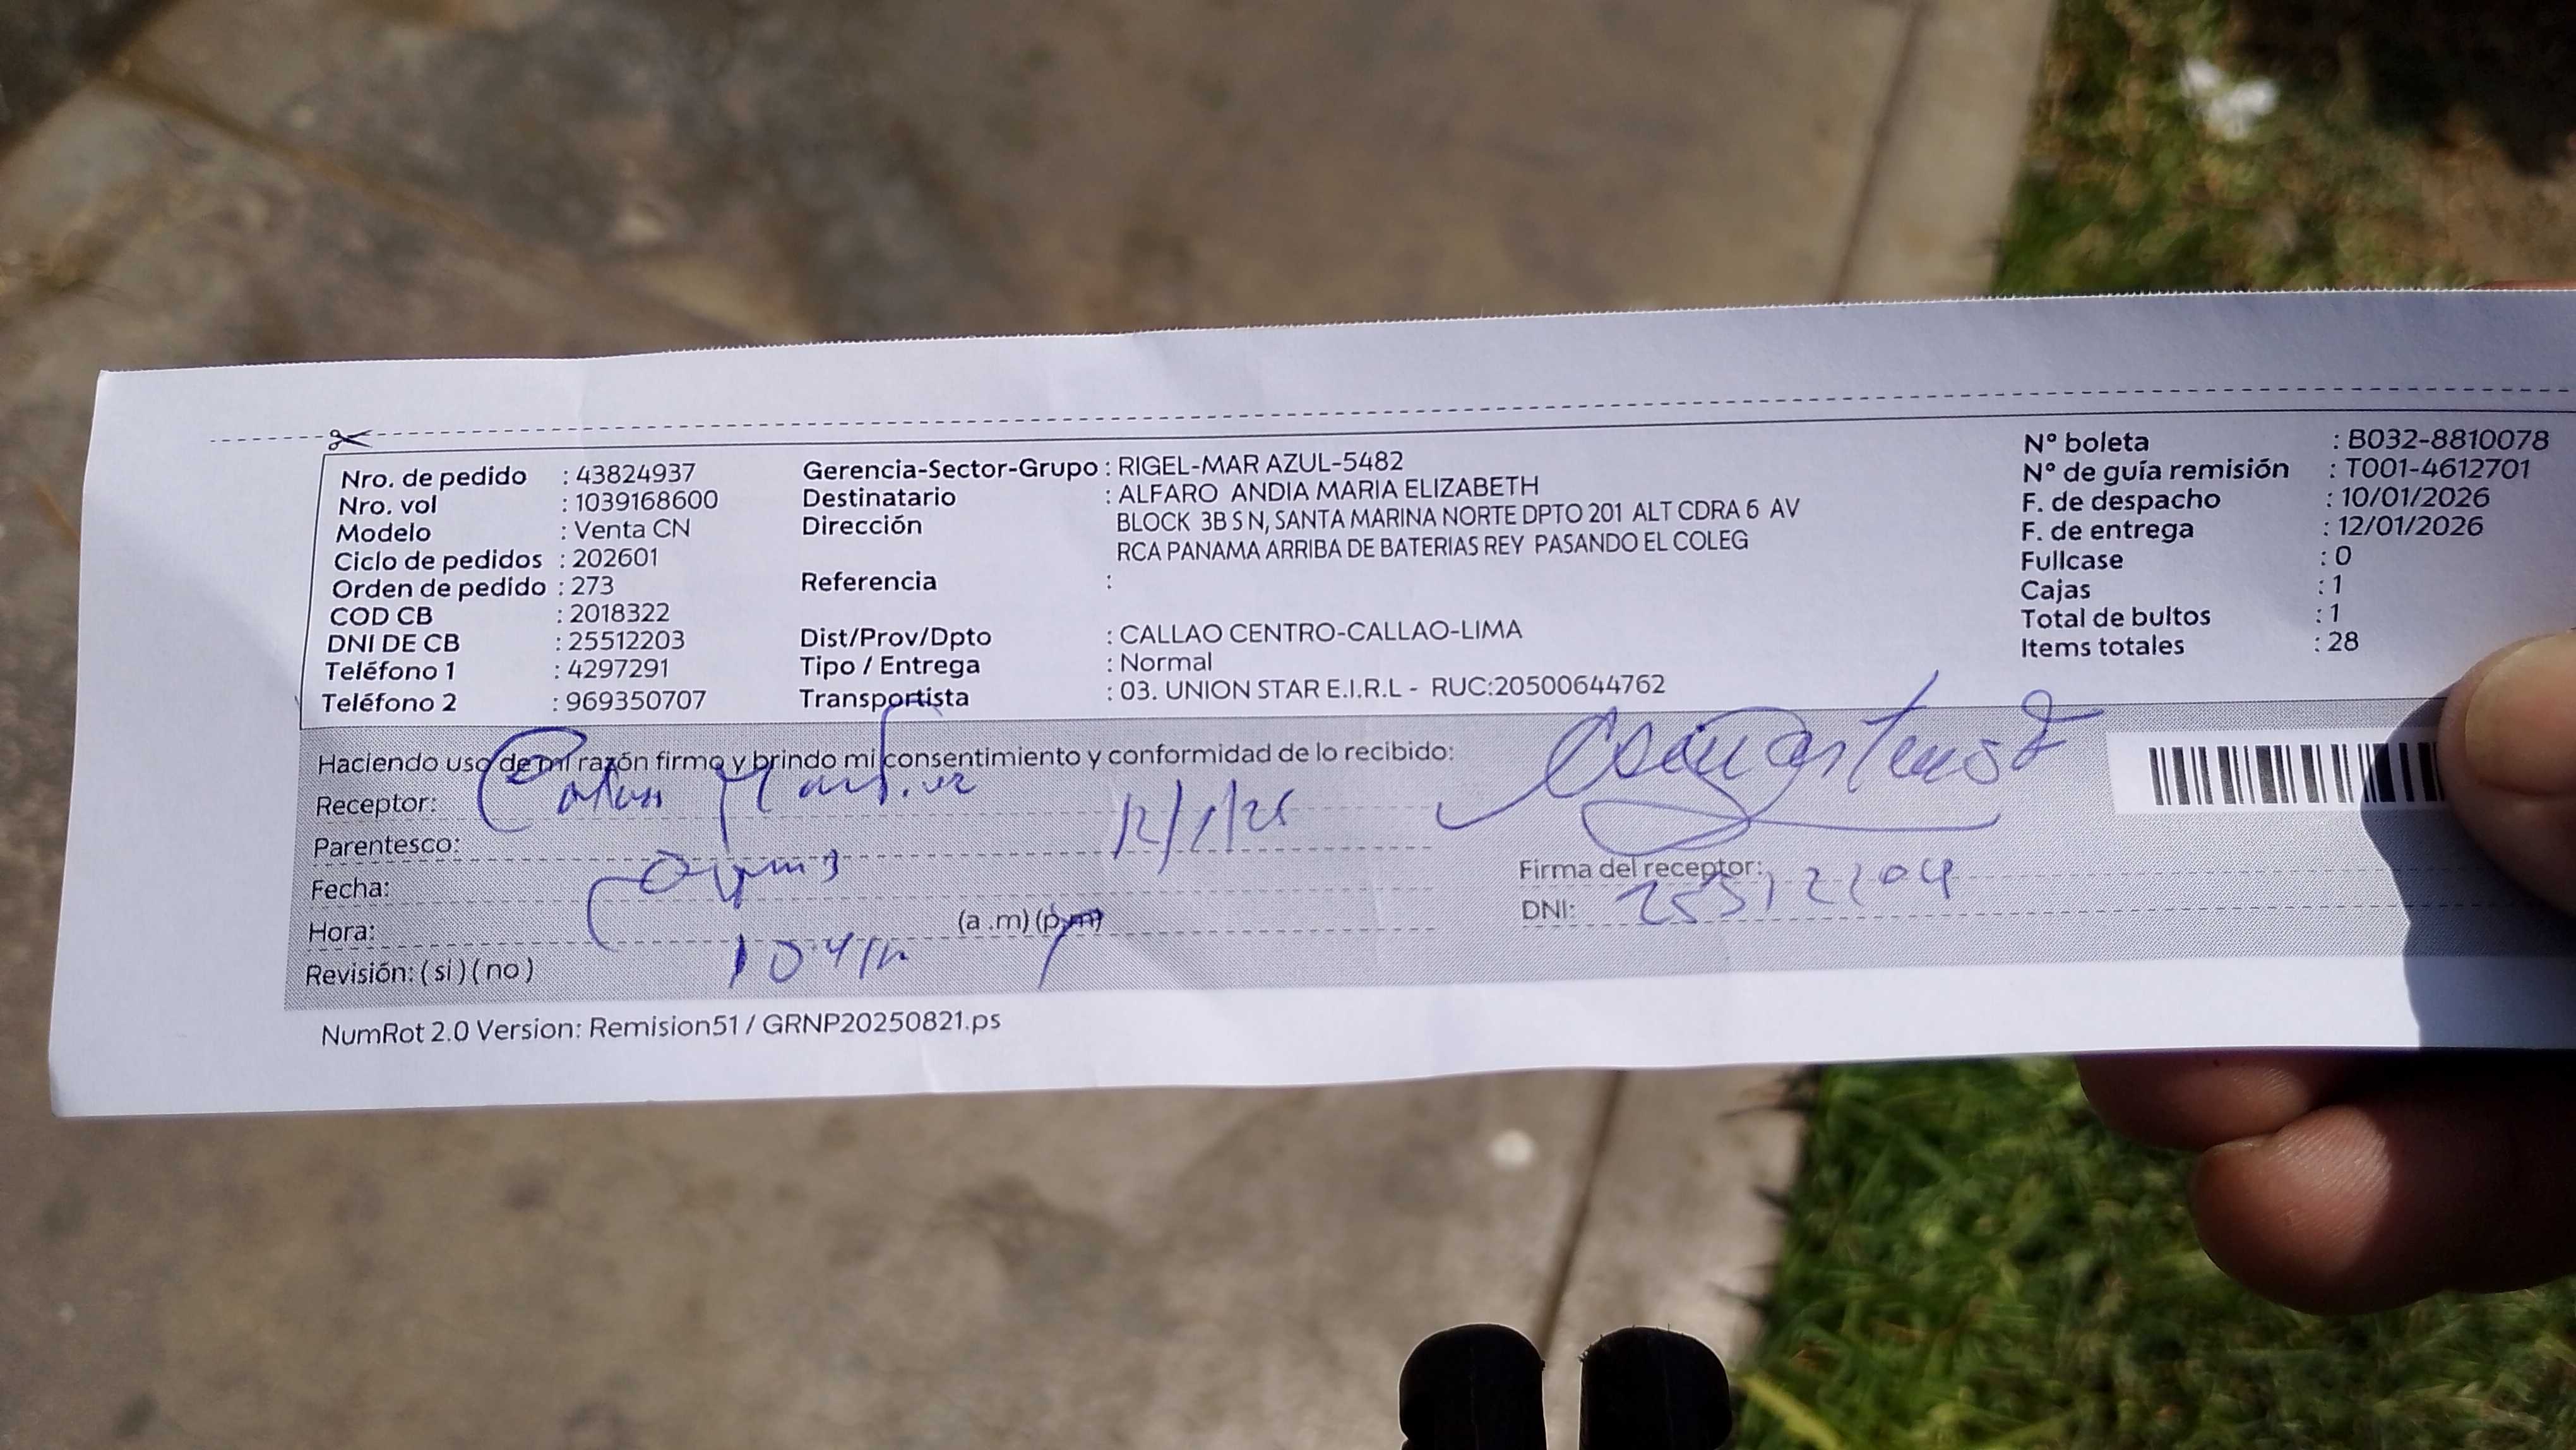 Nro. de pedido : 43824937
Nro. vol : 1039168600
Modelo : Venta CN
Ciclo de pedidos : 202601
Orden de pedido : 273
COD CB : 2018322
DNI DE CB : 25512203
Teléfono 1 : 4297291
Teléfono 2 : 969350707
Gerencia-Sector-Grupo : RIGEL-MAR AZUL-5482
Destinatario : ALFARO ANDIA MARIA ELIZABETH
Dirección BLOCK 3B S N, SANTA MARINA NORTE DPTO 201 ALT CDRA 6 AV
RCA PANAMA ARRIBA DE BATERIAS REY PASANDO EL COLEG
Referencia :
Dist/Prov/Dpto : CALLAO CENTRO-CALLAO-LIMA
Tipo / Entrega : Normal
Transportista : 03. UNION STAR E.I.R.L - RUC:20500644762
Nº boleta : B032-8810078
Nº de guía remisión : T001-4612701
F. de despacho : 10/01/2026
F. de entrega : 12/01/2026
Fullcase : 0
Cajas : 1
Total de bultos : 1
Items totales : 28
Haciendo uso de mi razón firmo y brindo mi consentimiento y conformidad de lo recibido:
Receptor:
Parentesco:
Fecha:
Hora: (a .m) (p.m)
Revisión: ( si ) ( no )
Firma del receptor:
DNI: 25512204
NumRot 2.0 Version: Remision51 / GRNP20250821.ps